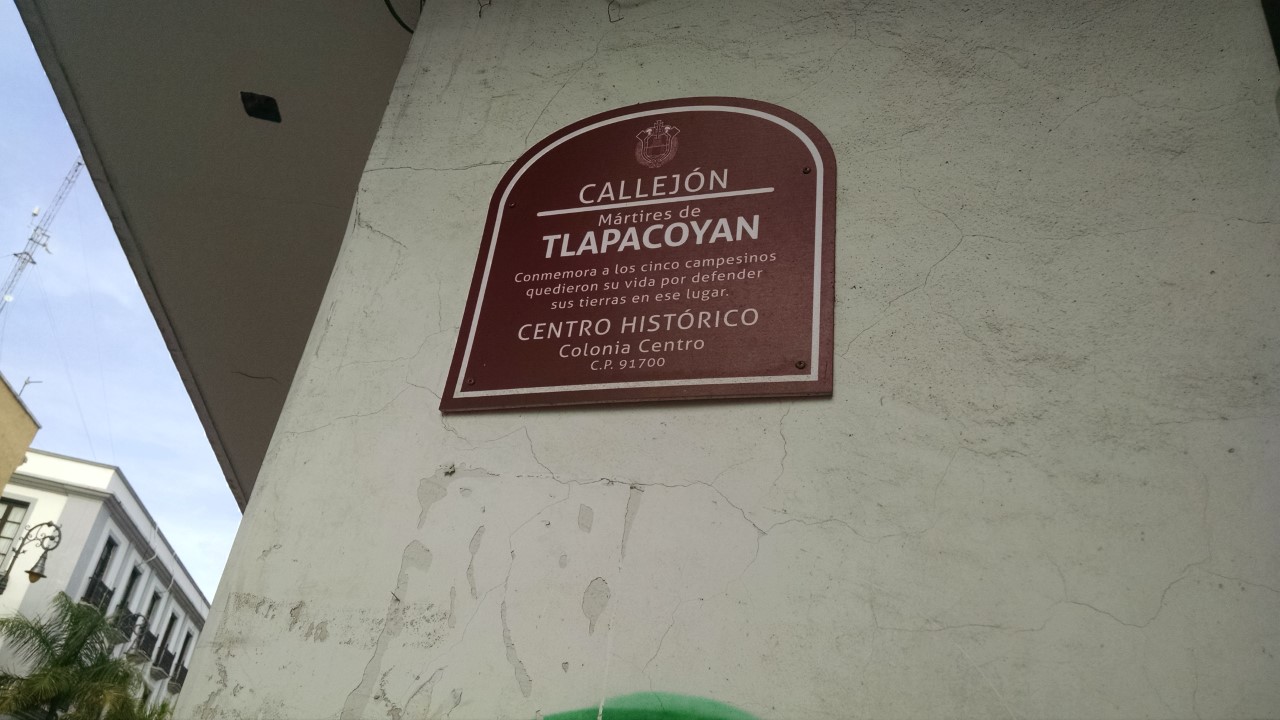 CALLEJÓN
Mártires de
TLAPACOYAN
Conmemora a los cinco campesinos
quedieron su vida por defender
sus tierras en ese lugar.
CENTRO HISTÓRICO
Colonia Centro
C.P. 91700